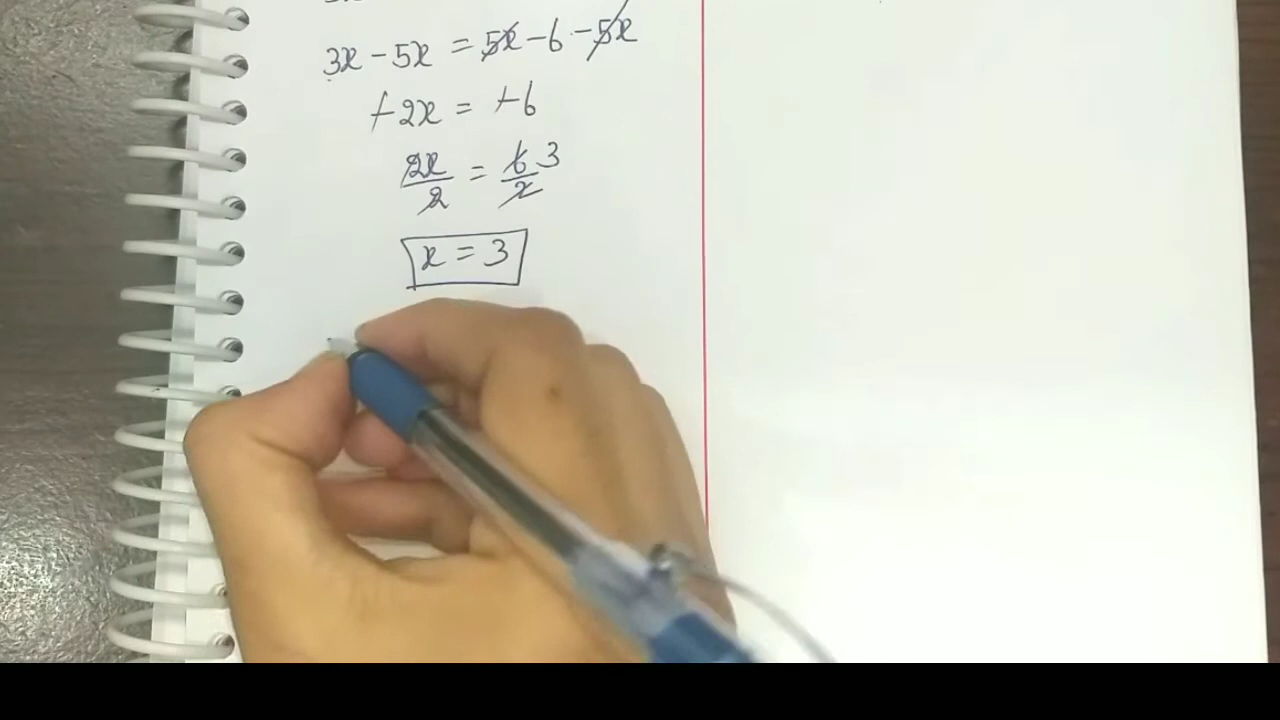 3x - 5x = 5x - 6 - 5x
+2x = +6
2x/2 = 6/2 3
x = 3